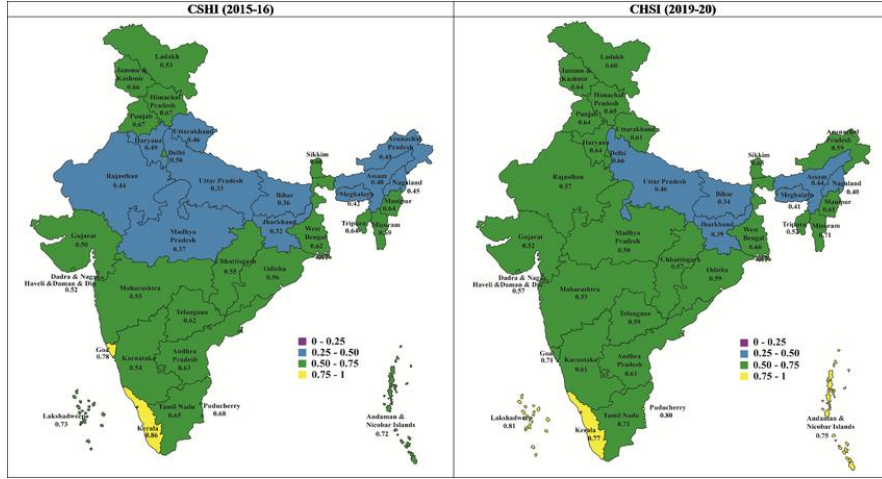 CSHI (2015-16)
Ladakh
0.53
Jammu &
Kashmir
0.66
Himachal
Pradesh
0.67
Punjab
0.67
Uttarakhand
0.46
Haryana
0.49
Delhi
0.56
Arunachal
Pradesh
0.45
Sikkim
Rajasthan
0.44
Uttar Pradesh
0.33
Bihar
0.36
Assam
0.48
Nagaland
0.45
Meghalaya
0.42
Manipur
0.64
Tripura
0.64
Mizoram
Jharkhand
0.32
West
Bengal
0.62
Gujarat
0.50
Madhya
Pradesh
0.37
Chhattisgarh
0.55
Odisha
0.56
Dadra & Nagar
Haveli &Daman & Diu
0.52
Maharashtra
0.55
Telangana
0.62
Goa
0.78
Karnataka
0.54
Andhra
Pradesh
0.63
0 - 0.25
0.25 - 0.50
0.50 - 0.75
0.75 - 1
Lakshadweep
0.73
Kerala
0.86
Tamil Nadu
0.65
Puducherry
0.68
Andaman &
Nicobar Islands
0.72
CHSI (2019-20)
Ladakh
0.60
Jammu &
Kashmir
0.64
Himachal
Pradesh
0.65
Punjab
0.64
Uttarakhand
0.61
Haryana
0.64
Delhi
0.66
Arunachal
Pradesh
0.59
Sikkim
Rajasthan
0.57
Uttar Pradesh
0.46
Bihar
0.34
Assam
0.44
Nagaland
0.40
Meghalaya
0.41
Manipur
Tripura
0.52
Mizoram
0.71
Jharkhand
0.39
West
Bengal
0.60
Gujarat
0.52
Madhya
Pradesh
0.50
Chhattisgarh
0.57
Odisha
0.59
Dadra & Nagar
Haveli &Daman & Diu
0.57
Maharashtra
0.53
Telangana
0.59
Goa
0.71
Karnataka
0.61
Andhra
Pradesh
0.61
0 - 0.25
0.25 - 0.50
0.50 - 0.75
0.75 - 1
Lakshadweep
0.81
Kerala
0.77
Tamil Nadu
0.71
Puducherry
0.80
Andaman &
Nicobar Islands
0.75